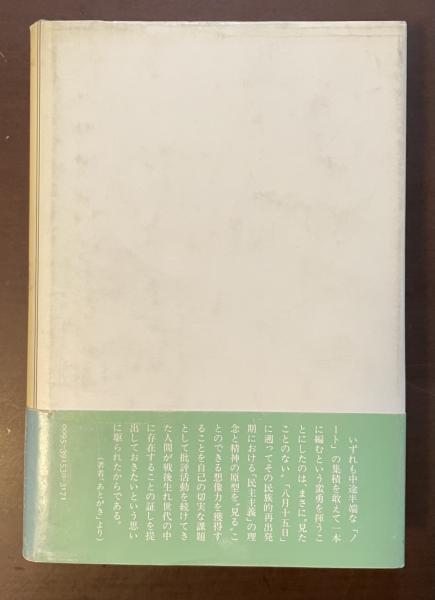 いずれも中途半端な「ノ
ート」の集積を敢えて一本
に編むという蛮勇を揮うこ
とにしたのは、まさに〝見た
ことのない〟「八月十五日」
に遡ってその民族的再出発
期における「民主主義」の理
念と精神の原型を〝見る〟こ
とのできる想像力を獲得す
ることを自己の切実な課題
として批評活動を続けてき
た人間が戦後生れ世代の中
に存在することの証しを提
出しておきたいという思い
に駆られたからである。
(著者〝あとがき〟より)